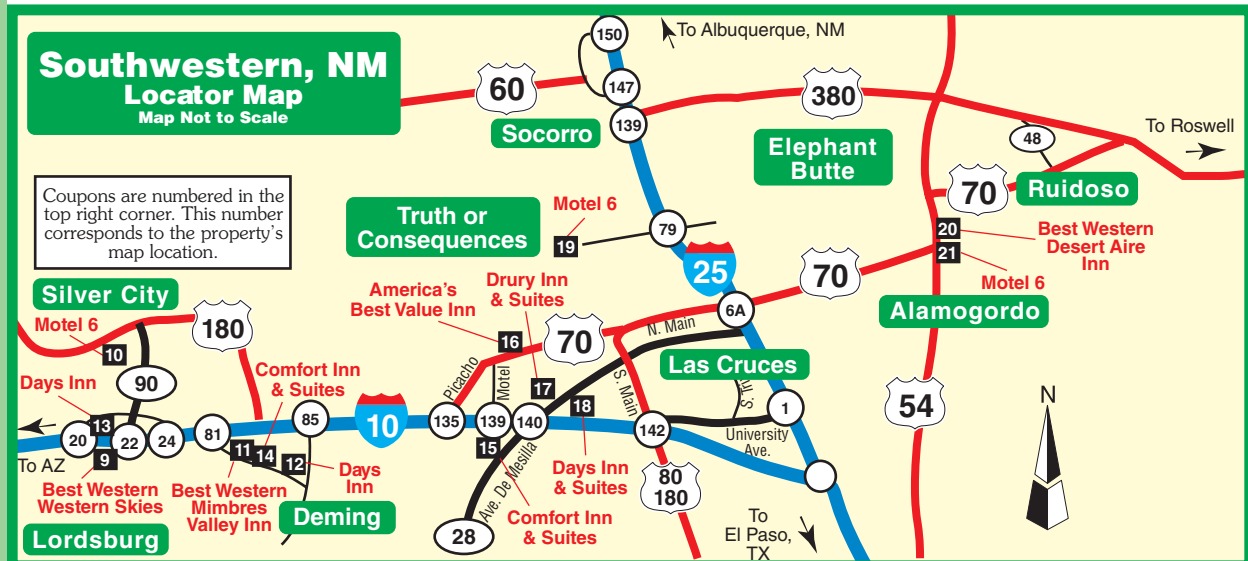 Southwestern, NM
Locator Map
Map Not to Scale
Coupons are numbered in the
top right corner. This number
corresponds to the property's
map location.
150
To Albuquerque, NM
60
147
139
Socorro
380
Elephant
Butte
48
To Roswell
70
Ruidoso
Truth or
Consequences
Motel 6
19
79
25
20
21
Best Western
Desert Aire
Inn
Motel 6
Alamogordo
70
6A
54
Silver City
Motel 6
10
180
90
Days Inn
13
20
22
24
9
To AZ
Best Western
Western Skies
Lordsburg
81
Comfort Inn
& Suites
85
11
14
12
Best Western
Mimbres
Valley Inn
Days
Inn
Deming
10
America's
Best Value Inn
Drury Inn
& Suites
16
70
N. Main
Las Cruces
Picacho
Motel
17
18
S. Main
135
139
140
142
1
15
University
Ave.
Ave. De Mesilla
28
Comfort Inn
& Suites
Days Inn
& Suites
80
180
To
El Paso,
TX
N